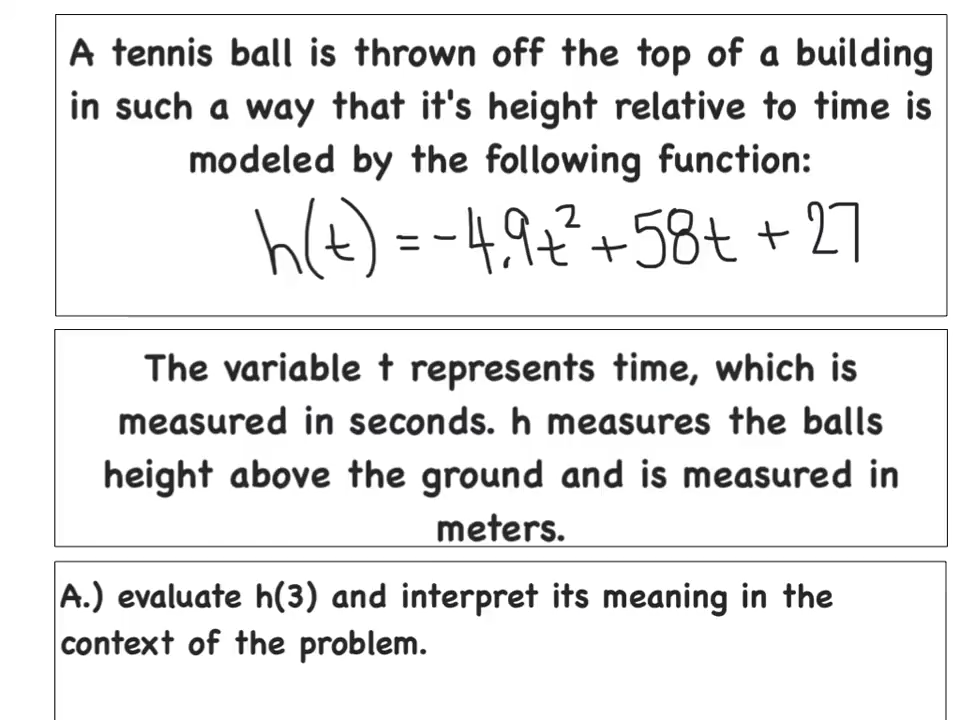 A tennis ball is thrown off the top of a building
in such a way that it's height relative to time is
modeled by the following function:
h(t) = -4.9t² + 58t + 27
The variable t represents time, which is
measured in seconds. h measures the balls
height above the ground and is measured in
meters.
A.) evaluate h(3) and interpret its meaning in the
context of the problem.